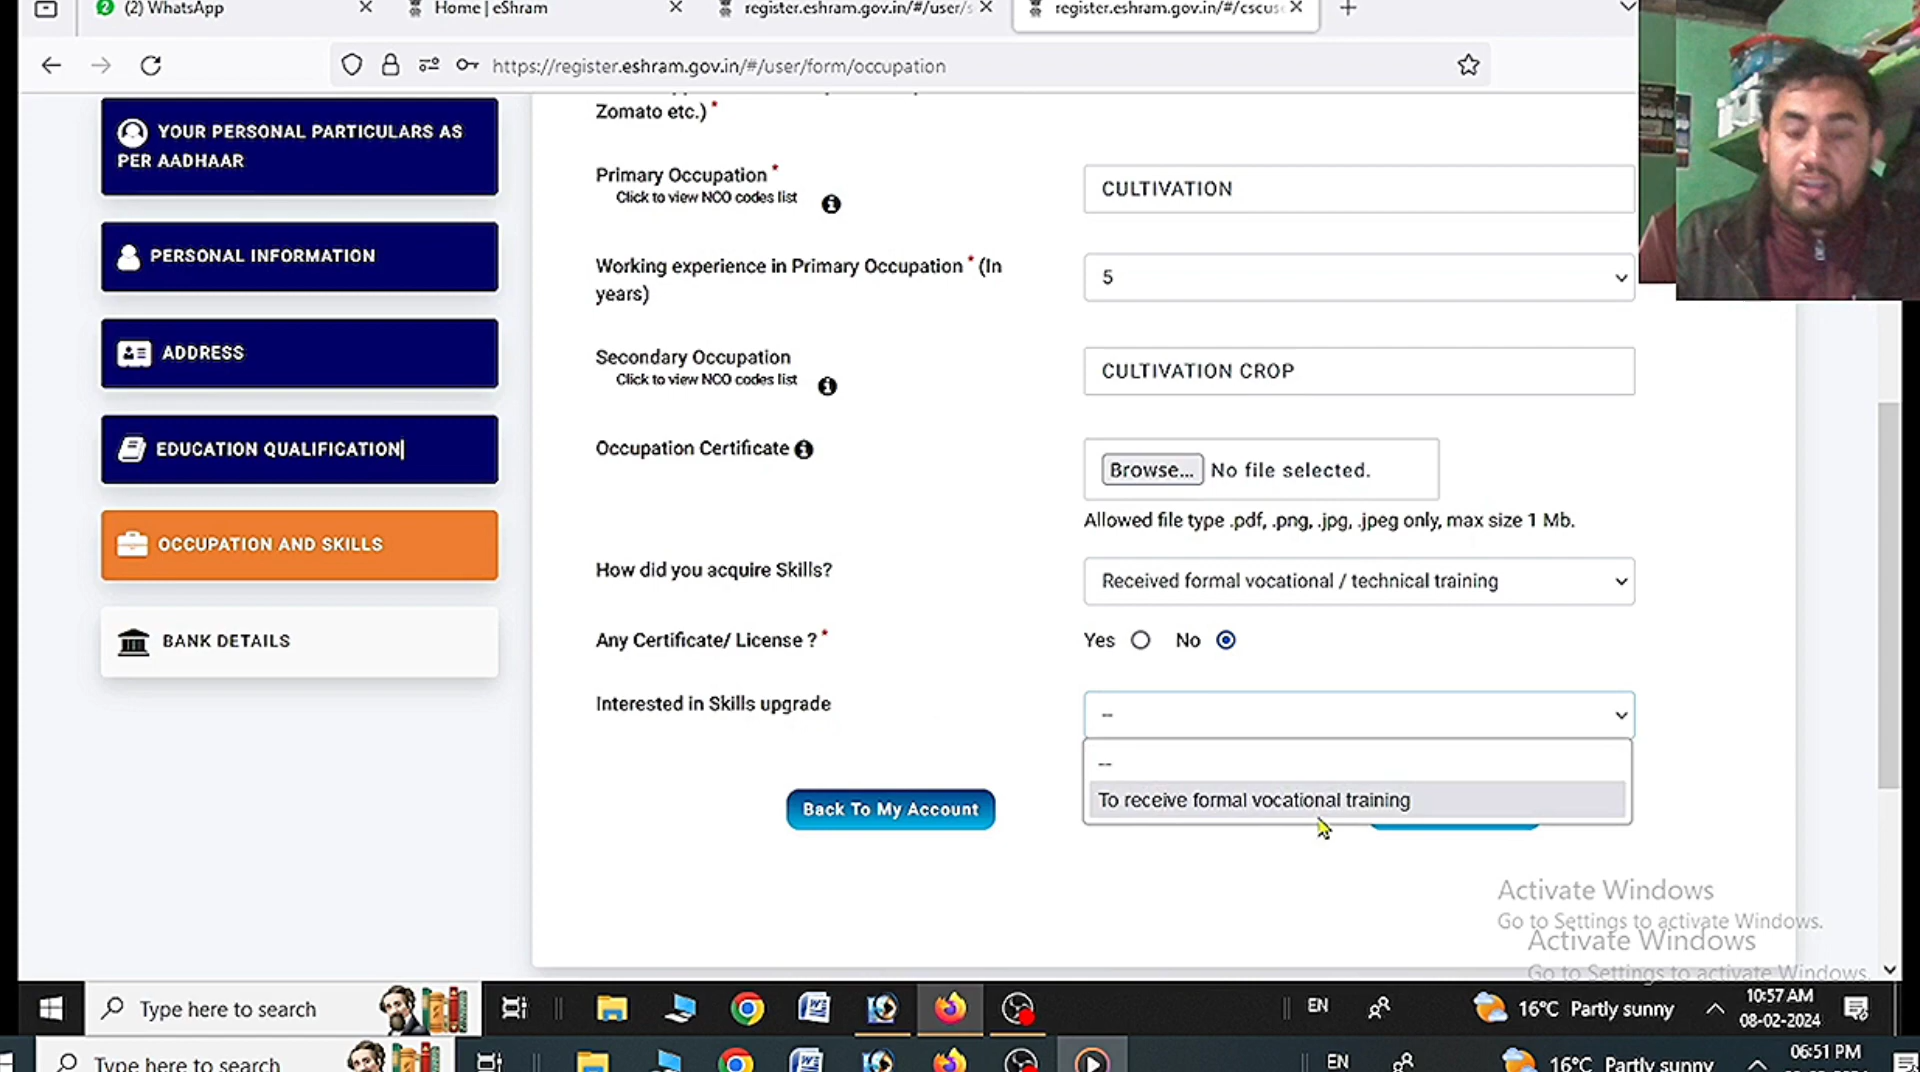 (2) WhatsApp
Home | eShram
register.eshram.gov.in/#/user/
register.eshram.gov.in/#/cscus
https://register.eshram.gov.in/#/user/form/occupation
YOUR PERSONAL PARTICULARS AS
PER AADHAAR
PERSONAL INFORMATION
ADDRESS
EDUCATION QUALIFICATION
OCCUPATION AND SKILLS
BANK DETAILS
Zomato etc.) *
Primary Occupation *
Click to view NCO codes list
CULTIVATION
Working experience in Primary Occupation * (In
years)
5
Secondary Occupation
Click to view NCO codes list
CULTIVATION CROP
Occupation Certificate
Browse... No file selected.
Allowed file type .pdf, .png, .jpg, .jpeg only, max size 1 Mb.
How did you acquire Skills?
Received formal vocational / technical training
Any Certificate/ License ? *
Yes No
Interested in Skills upgrade
--
--
To receive formal vocational training
Back To My Account
Activate Windows
Go to Settings to activate Windows.
Activate Windows
Go to Settings to activate Windows.
Type here to search
EN
16°C Partly sunny
10:57 AM
08-02-2024
Type here to search
EN
16°C Partly sunny
06:51 PM